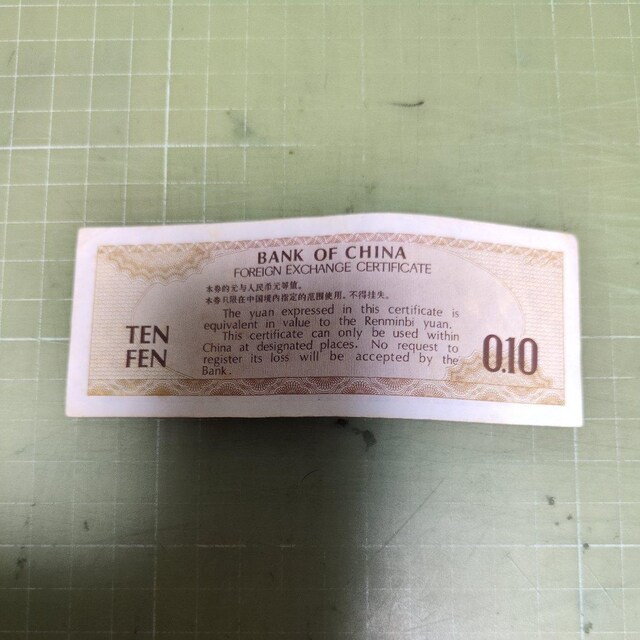 BANK OF CHINA
FOREIGN EXCHANGE CERTIFICATE
本券的元与人民币元等值。
本券只限在中国境内指定的范围使用，不得挂失。
The yuan expressed in this certificate is
equivalent in value to the Renminbi yuan.
This certificate can only be used within
China at designated places. No request to
register its loss will be accepted by the
Bank.
TEN
FEN
0.10